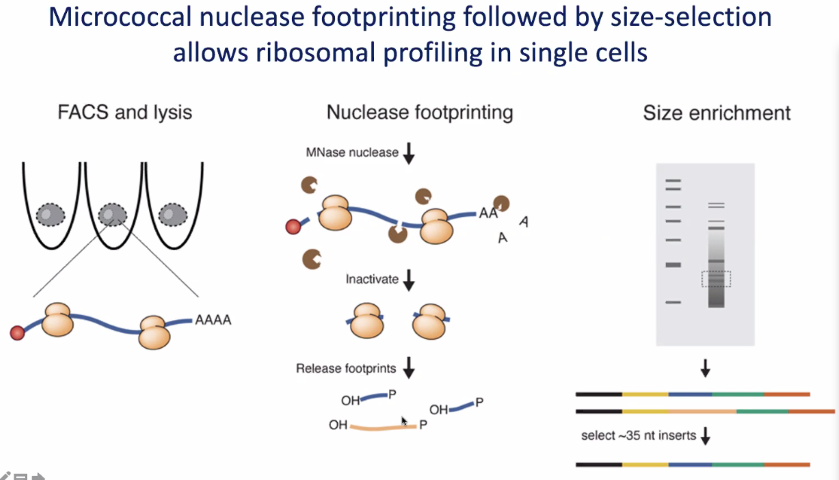 Micrococcal nuclease footprinting followed by size-selection
allows ribosomal profiling in single cells
FACS and lysis
Nuclease footprinting
Size enrichment
MNase nuclease
AA
A
A
Inactivate
AAAA
Release footprints
OH
P
OH
P
OH
P
select ~35 nt inserts